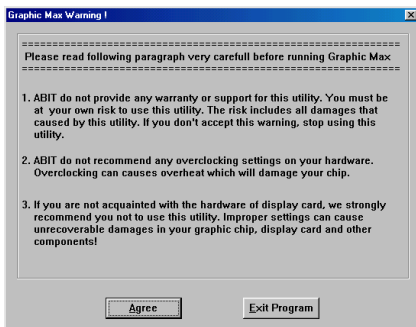 Graphic Max Warning !
================================================
Please read following paragraph very carefull before running Graphic Max
================================================
1. ABIT do not provide any warranty or support for this utility. You must be
at your own risk to use this utility. The risk includes all damages that
caused by this utility. If you don't accept this warning, stop using this
utility.
2. ABIT do not recommend any overclocking settings on your hardware.
Overclocking can causes overheat which will damage your chip.
3. If you are not acquainted with the hardware of display card, we strongly
recommend you not to use this utility. Improper settings can cause
unrecoverable damages in your graphic chip, display card and other
components!
Agree
Exit Program